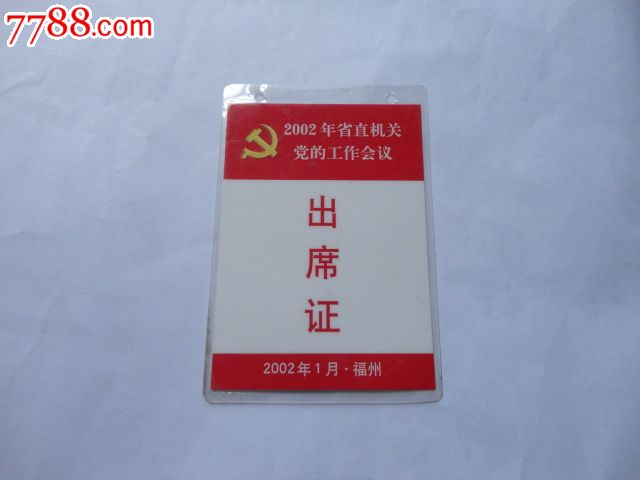 7788.com
2002年省直机关
党的工作会议
出
席
证
2002年1月·福州